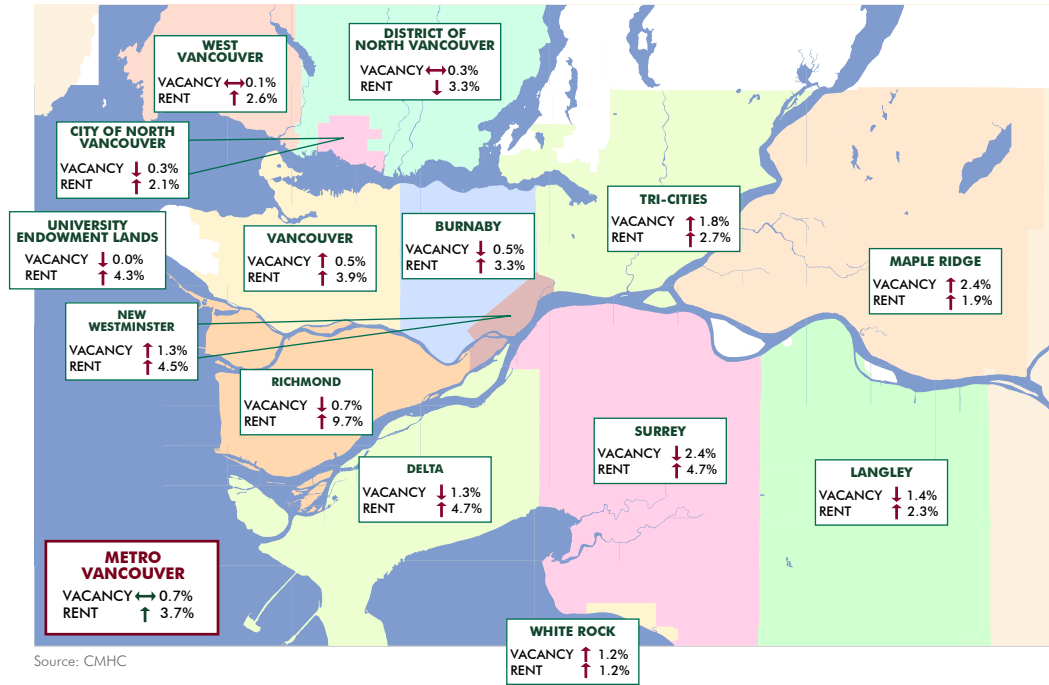 WEST
VANCOUVER
VACANCY ↔ 0.1%
RENT ↑ 2.6%
DISTRICT OF
NORTH VANCOUVER
VACANCY ↔ 0.3%
RENT ↓ 3.3%
CITY OF NORTH
VANCOUVER
VACANCY ↓ 0.3%
RENT ↑ 2.1%
UNIVERSITY
ENDOWMENT LANDS
VACANCY ↓ 0.0%
RENT ↑ 4.3%
VANCOUVER
VACANCY ↑ 0.5%
RENT ↑ 3.9%
BURNABY
VACANCY ↓ 0.5%
RENT ↑ 3.3%
TRI-CITIES
VACANCY ↑ 1.8%
RENT ↑ 2.7%
MAPLE RIDGE
VACANCY ↑ 2.4%
RENT ↑ 1.9%
NEW
WESTMINSTER
VACANCY ↑ 1.3%
RENT ↑ 4.5%
RICHMOND
VACANCY ↓ 0.7%
RENT ↑ 9.7%
DELTA
VACANCY ↓ 1.3%
RENT ↑ 4.7%
SURREY
VACANCY ↓ 2.4%
RENT ↑ 4.7%
LANGLEY
VACANCY ↓ 1.4%
RENT ↑ 2.3%
METRO
VANCOUVER
VACANCY ↔ 0.7%
RENT ↑ 3.7%
WHITE ROCK
VACANCY ↑ 1.2%
RENT ↑ 1.2%
Source: CMHC